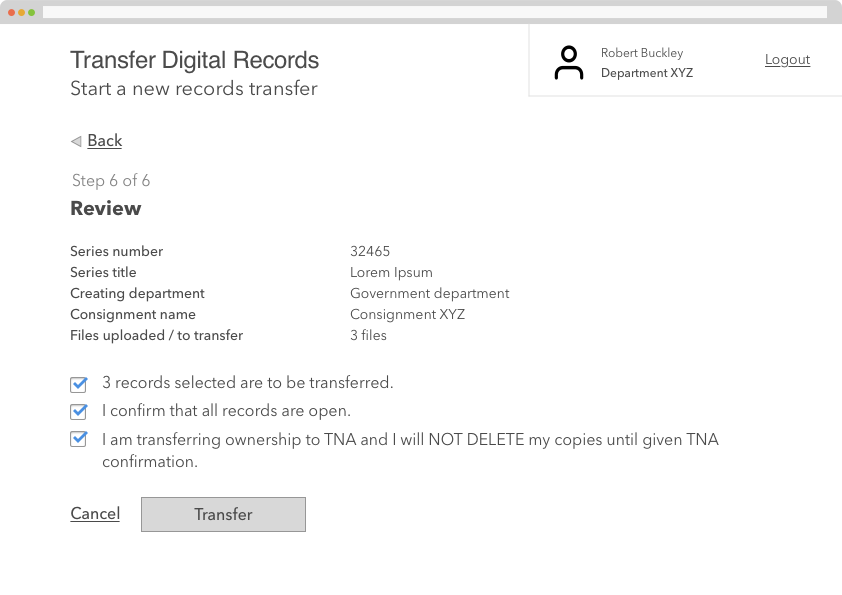 Transfer Digital Records
Start a new records transfer
Robert Buckley
Department XYZ
Logout
Back
Step 6 of 6
Review
Series number 32465
Series title Lorem Ipsum
Creating department Government department
Consignment name Consignment XYZ
Files uploaded / to transfer 3 files
3 records selected are to be transferred.
I confirm that all records are open.
I am transferring ownership to TNA and I will NOT DELETE my copies until given TNA
confirmation.
Cancel
Transfer